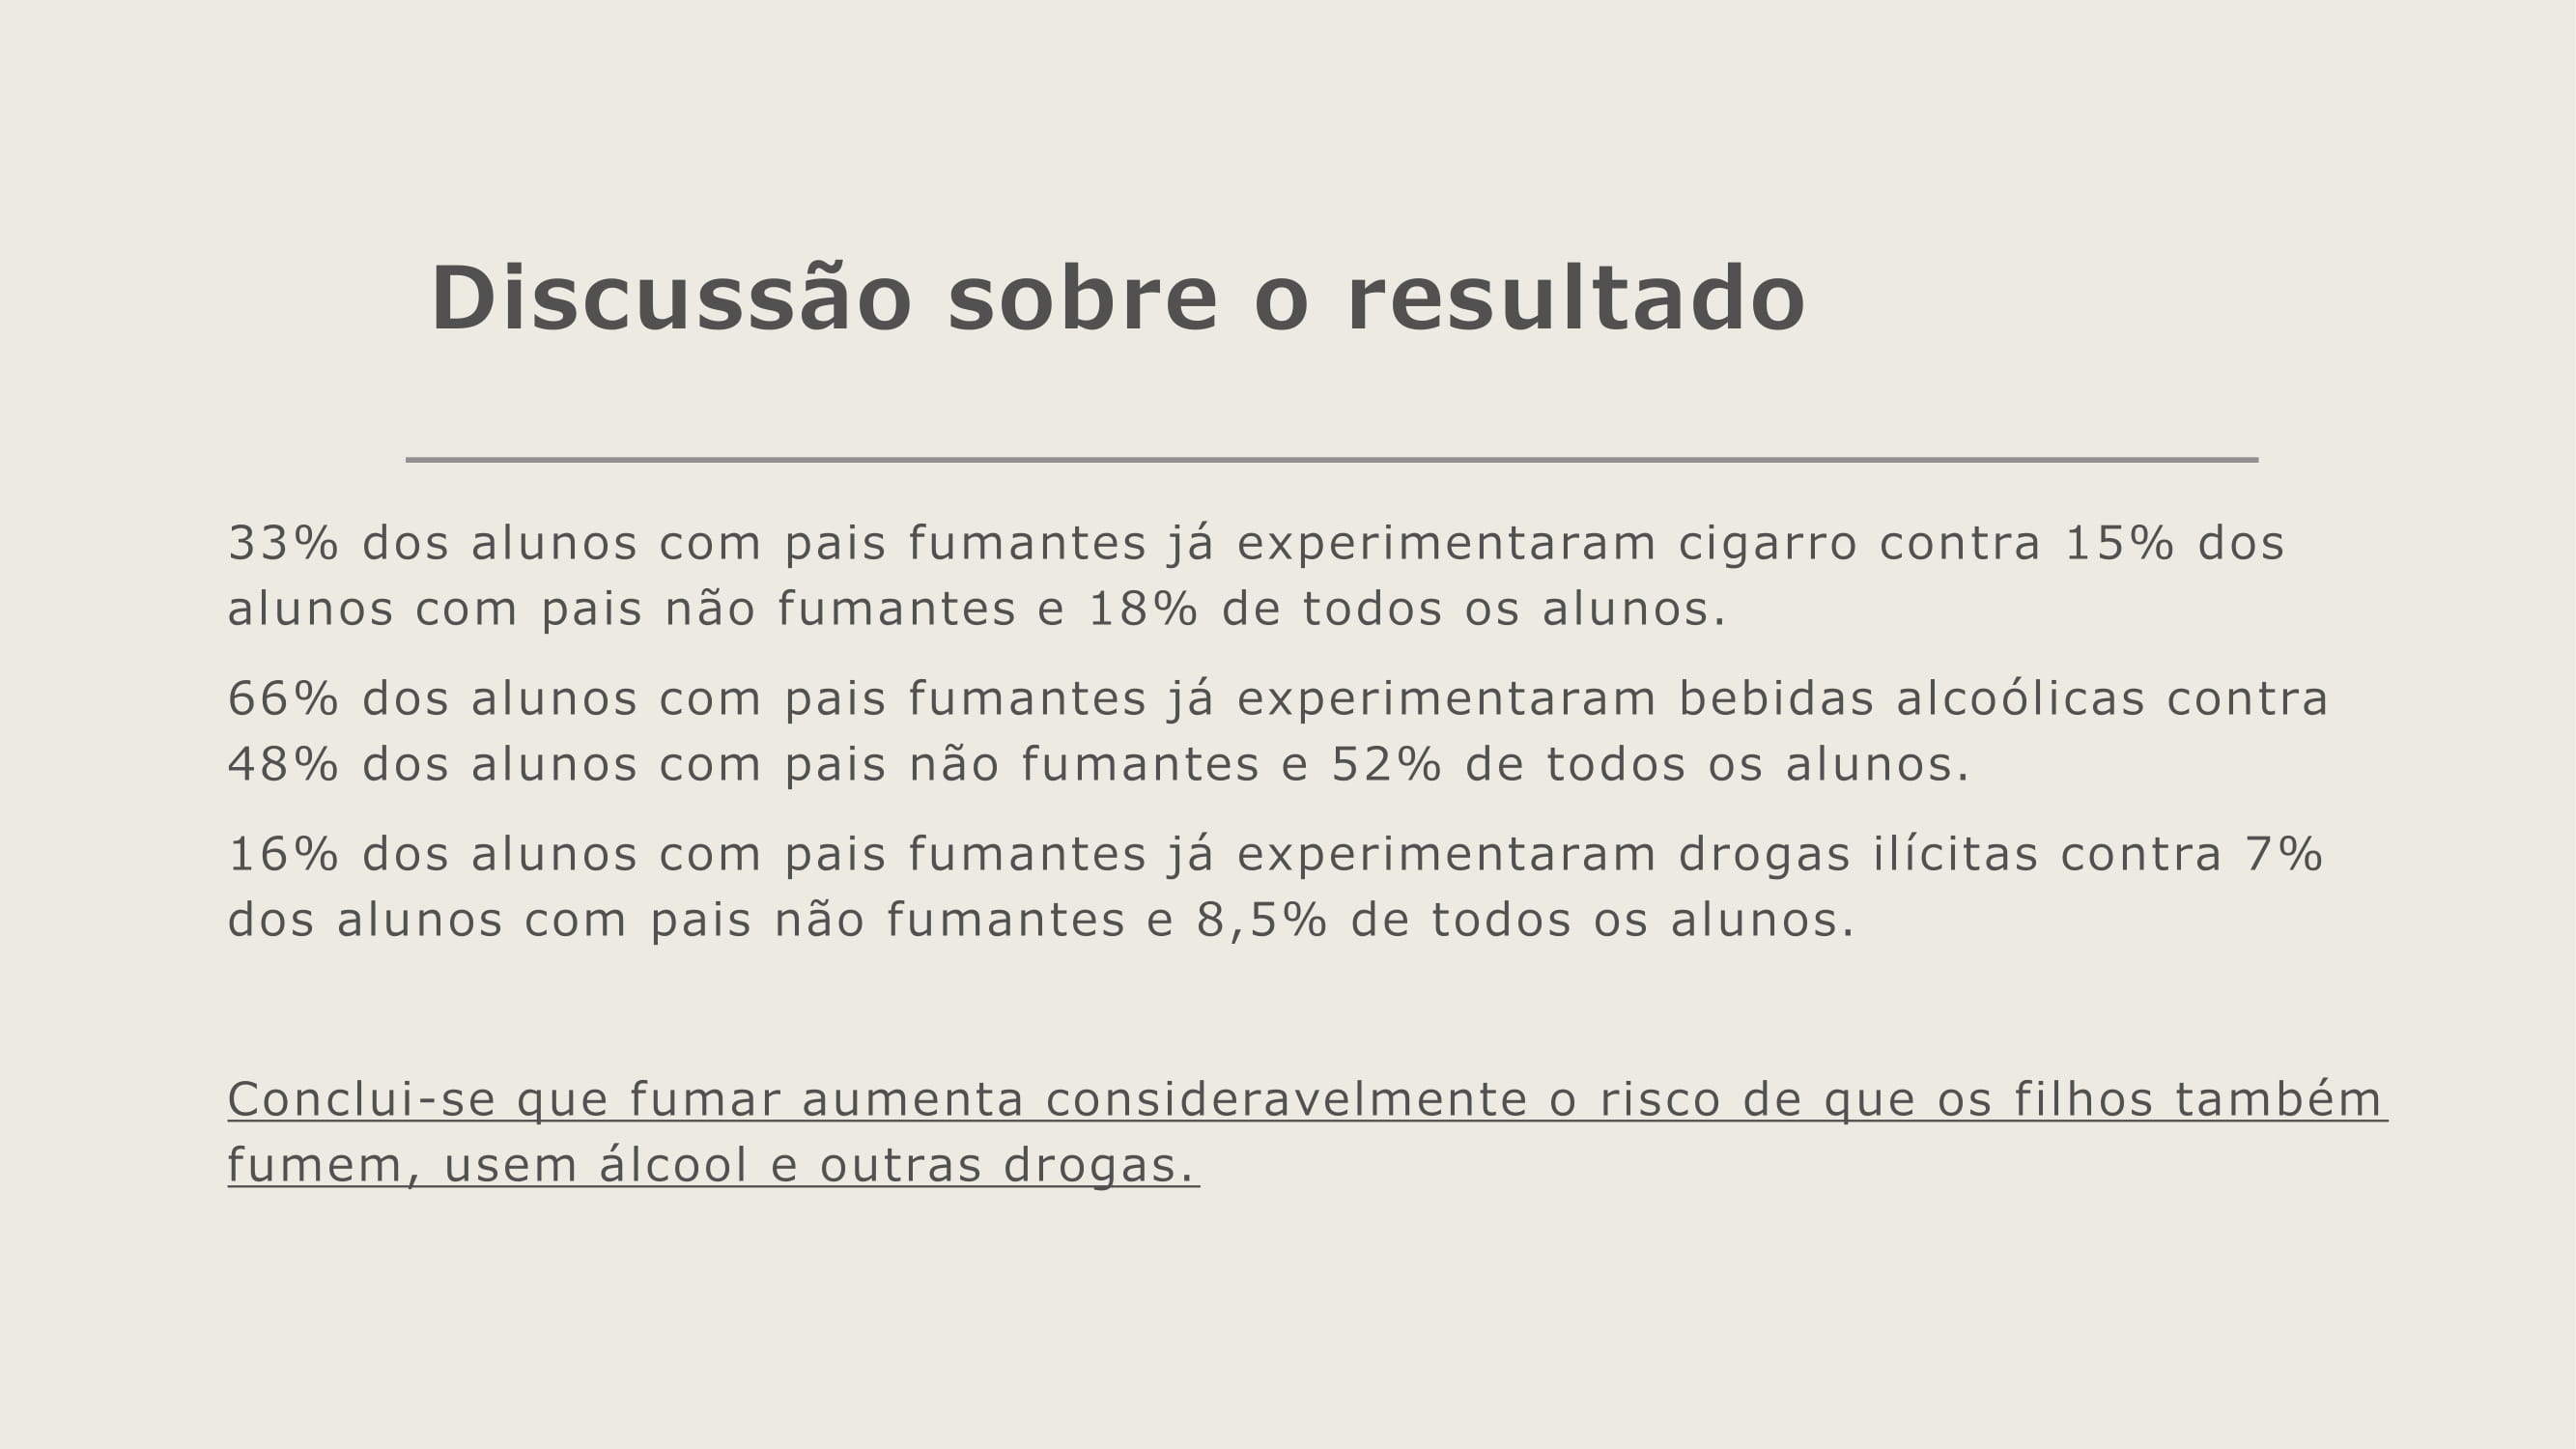 Discussão sobre o resultado
33% dos alunos com pais fumantes já experimentaram cigarro contra 15% dos
alunos com pais não fumantes e 18% de todos os alunos.
66% dos alunos com pais fumantes já experimentaram bebidas alcoólicas contra
48% dos alunos com pais não fumantes e 52% de todos os alunos.
16% dos alunos com pais fumantes já experimentaram drogas ilícitas contra 7%
dos alunos com pais não fumantes e 8,5% de todos os alunos.
Conclui-se que fumar aumenta consideravelmente o risco de que os filhos também
fumem, usem álcool e outras drogas.